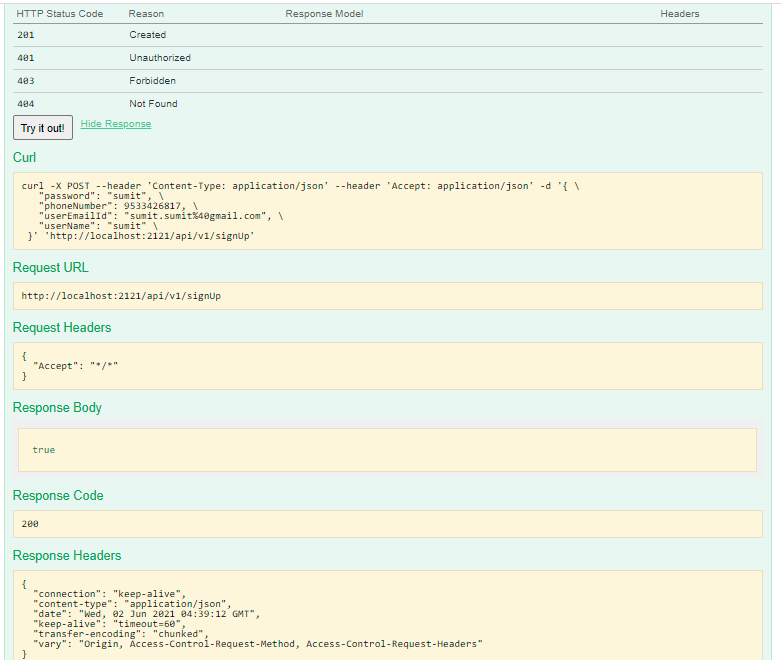 HTTP Status Code Reason Response Model Headers
201 Created
401 Unauthorized
403 Forbidden
404 Not Found
Try it out! Hide Response
Curl
curl -X POST --header 'Content-Type: application/json' --header 'Accept: application/json' -d '{ \
"password": "sumit", \
"phoneNumber": 9533426817, \
"userEmailId": "sumit.sumit%40gmail.com", \
"userName": "sumit" \
}' 'http://localhost:2121/api/v1/signUp'
Request URL
http://localhost:2121/api/v1/signUp
Request Headers
{
"Accept": "*/*"
}
Response Body
true
Response Code
200
Response Headers
{
"connection": "keep-alive",
"content-type": "application/json",
"date": "Wed, 02 Jun 2021 04:39:12 GMT",
"keep-alive": "timeout=60",
"transfer-encoding": "chunked",
"vary": "Origin, Access-Control-Request-Method, Access-Control-Request-Headers"
}